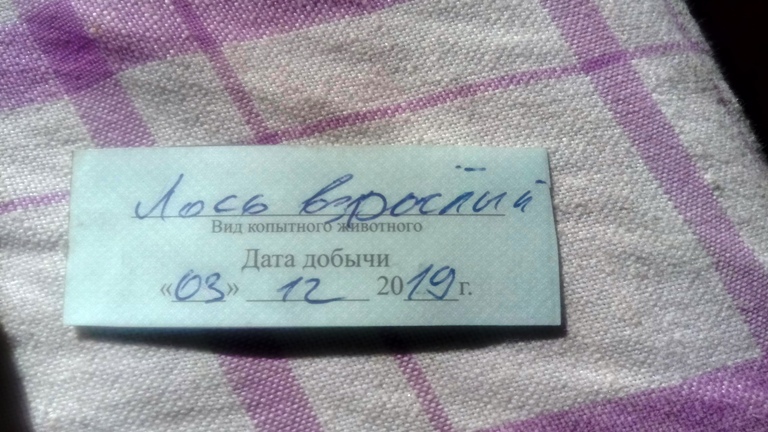 Лось взрослый
Вид копытного животного
Дата добычи
«03» 12 2019 г.